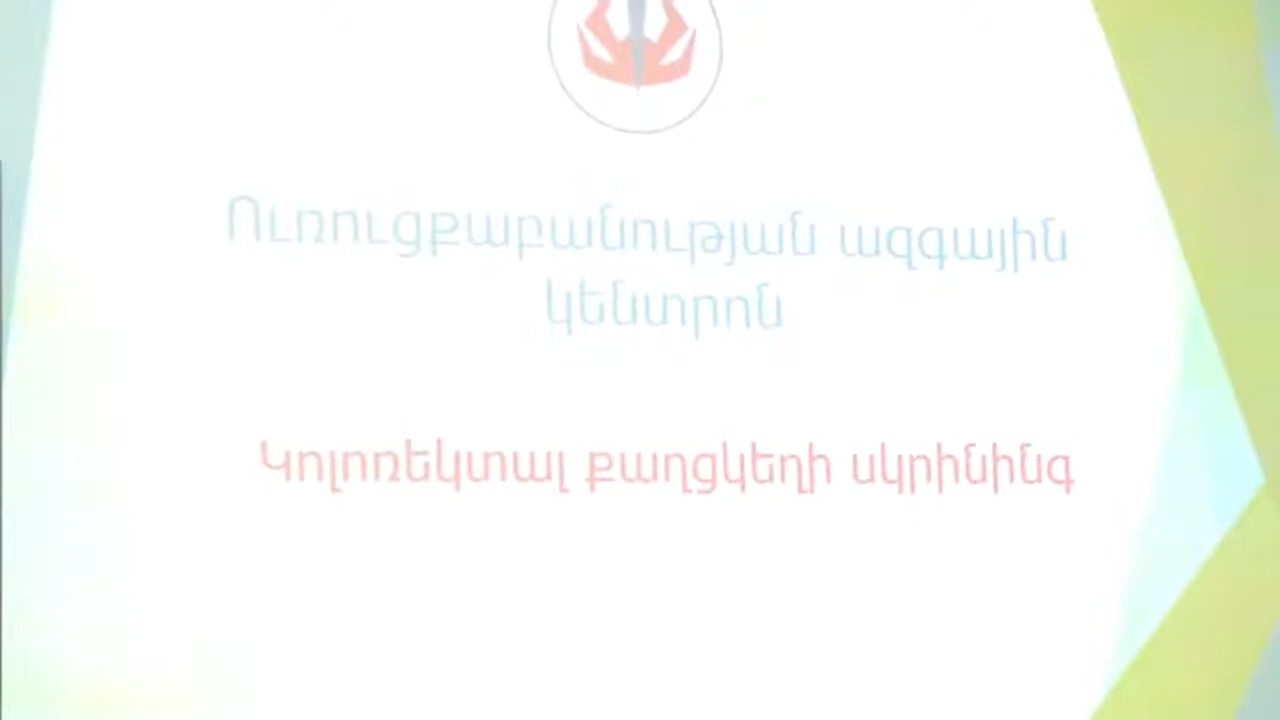 Ուռուցքաբանության ազգային
կենտրոն
Կոլոռեկտալ քաղցկեղի սկրինինգ